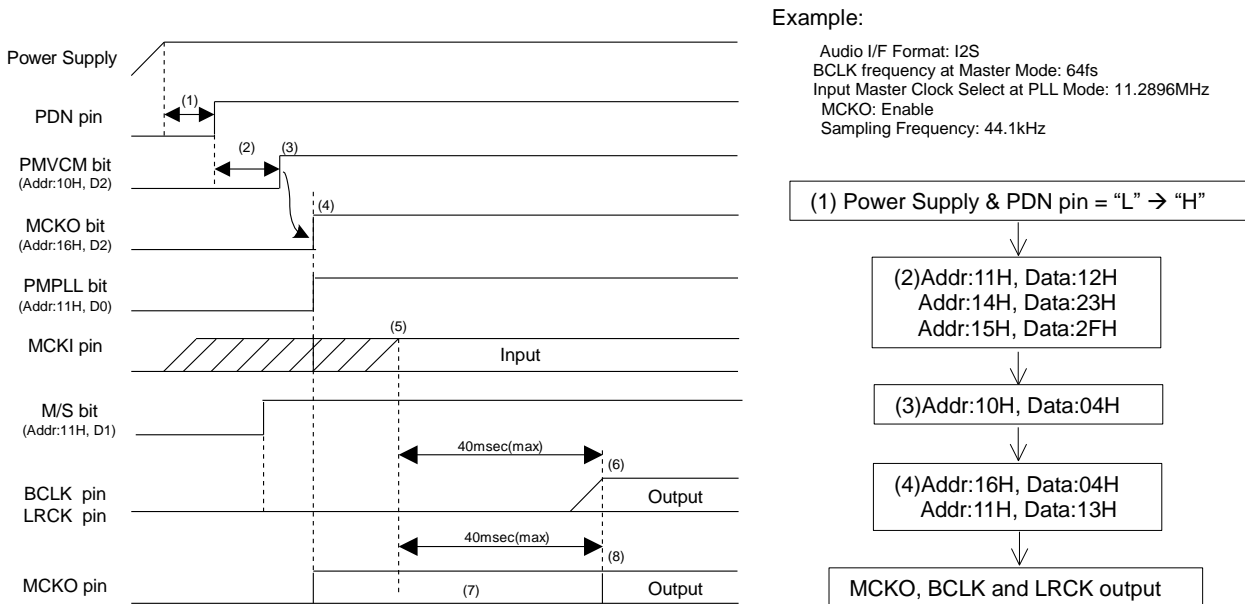 Power Supply
(1)
PDN pin
(2)
(3)
PMVCM bit
(Addr:10H, D2)
(4)
MCKO bit
(Addr:16H, D2)
PMPLL bit
(Addr:11H, D0)
(5)
MCKI pin
Input
M/S bit
(Addr:11H, D1)
40msec(max)
(6)
BCLK pin
LRCK pin
Output
40msec(max)
(8)
MCKO pin
(7)
Output
Example:
Audio I/F Format: I2S
BCLK frequency at Master Mode: 64fs
Input Master Clock Select at PLL Mode: 11.2896MHz
MCKO: Enable
Sampling Frequency: 44.1kHz
(1) Power Supply & PDN pin = “L” → “H”
(2)Addr:11H, Data:12H
Addr:14H, Data:23H
Addr:15H, Data:2FH
(3)Addr:10H, Data:04H
(4)Addr:16H, Data:04H
Addr:11H, Data:13H
MCKO, BCLK and LRCK output